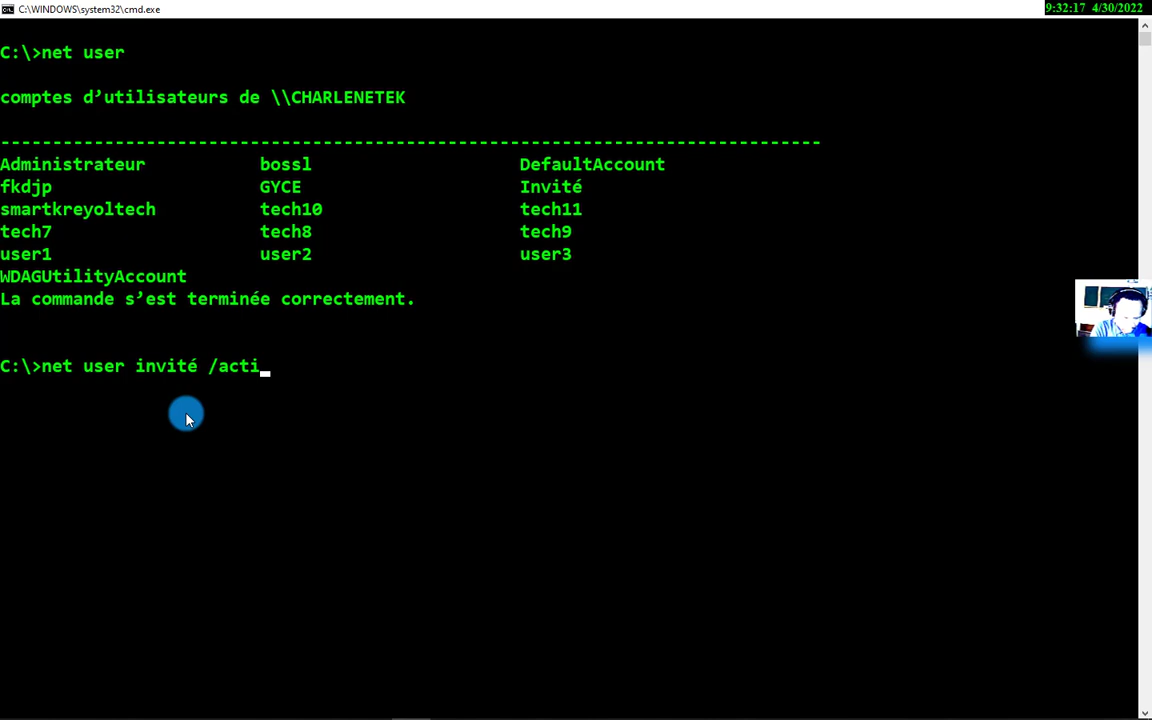 C:\WINDOWS\system32\cmd.exe
9:32:17 4/30/2022
C:\>net user
comptes d’utilisateurs de \\CHARLENETEK
-------------------------------------------------------------------------------
Administrateur bossl DefaultAccount
fkdjp GYCE Invité
smartkreyoltech tech10 tech11
tech7 tech8 tech9
user1 user2 user3
WDAGUtilityAccount
La commande s’est terminée correctement.
C:\>net user invité /acti